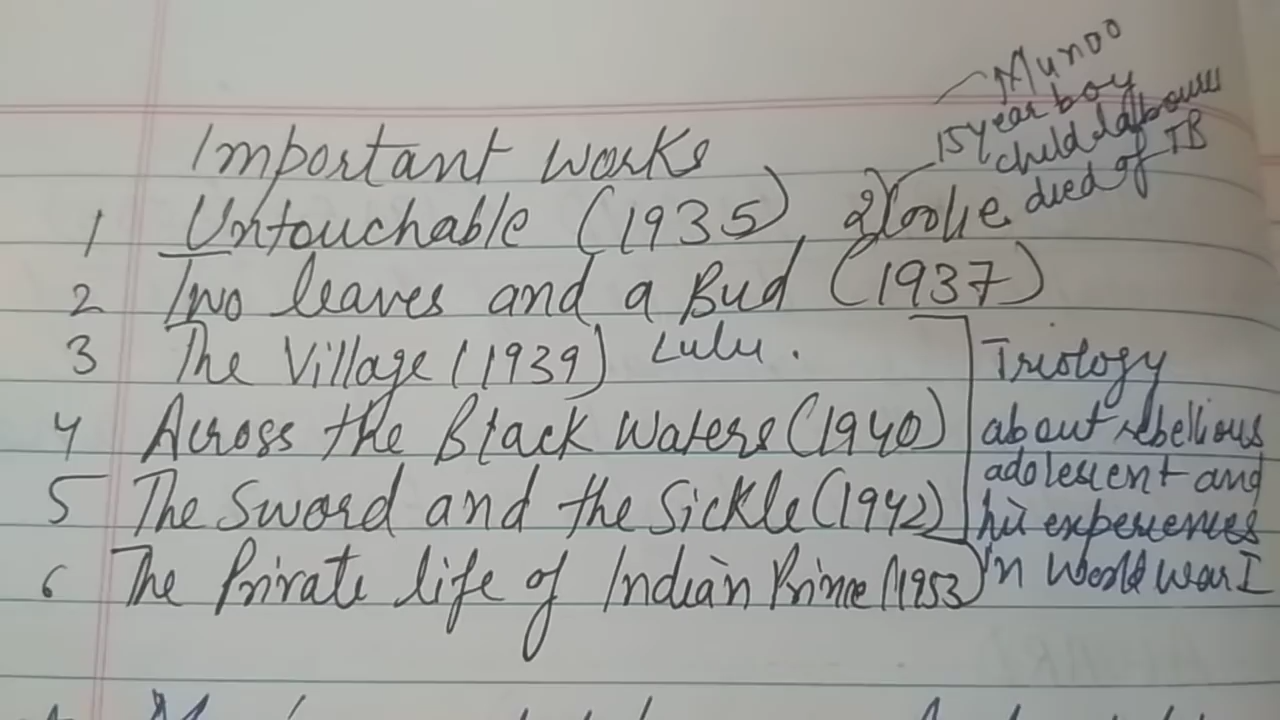 Munoo
15 year boy
child labour
died of TB
Important works
1 Untouchable (1935), 2) Coolie
2 Two leaves and a Bud (1937)
3 The Village (1939) Lulu.
4 Across the Black Waters (1940)
5 The Sword and the Sickle (1942)
6 The Private life of Indian Prince (1953)
Triology
about rebellious
adolescent and
his experiences
in World War I